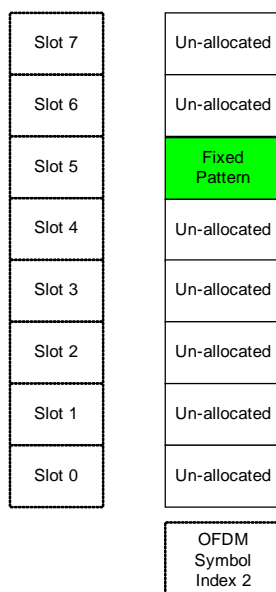 Slot 7
Un-allocated
Slot 6
Un-allocated
Slot 5
Fixed
Pattern
Slot 4
Un-allocated
Slot 3
Un-allocated
Slot 2
Un-allocated
Slot 1
Un-allocated
Slot 0
Un-allocated
OFDM
Symbol
Index 2